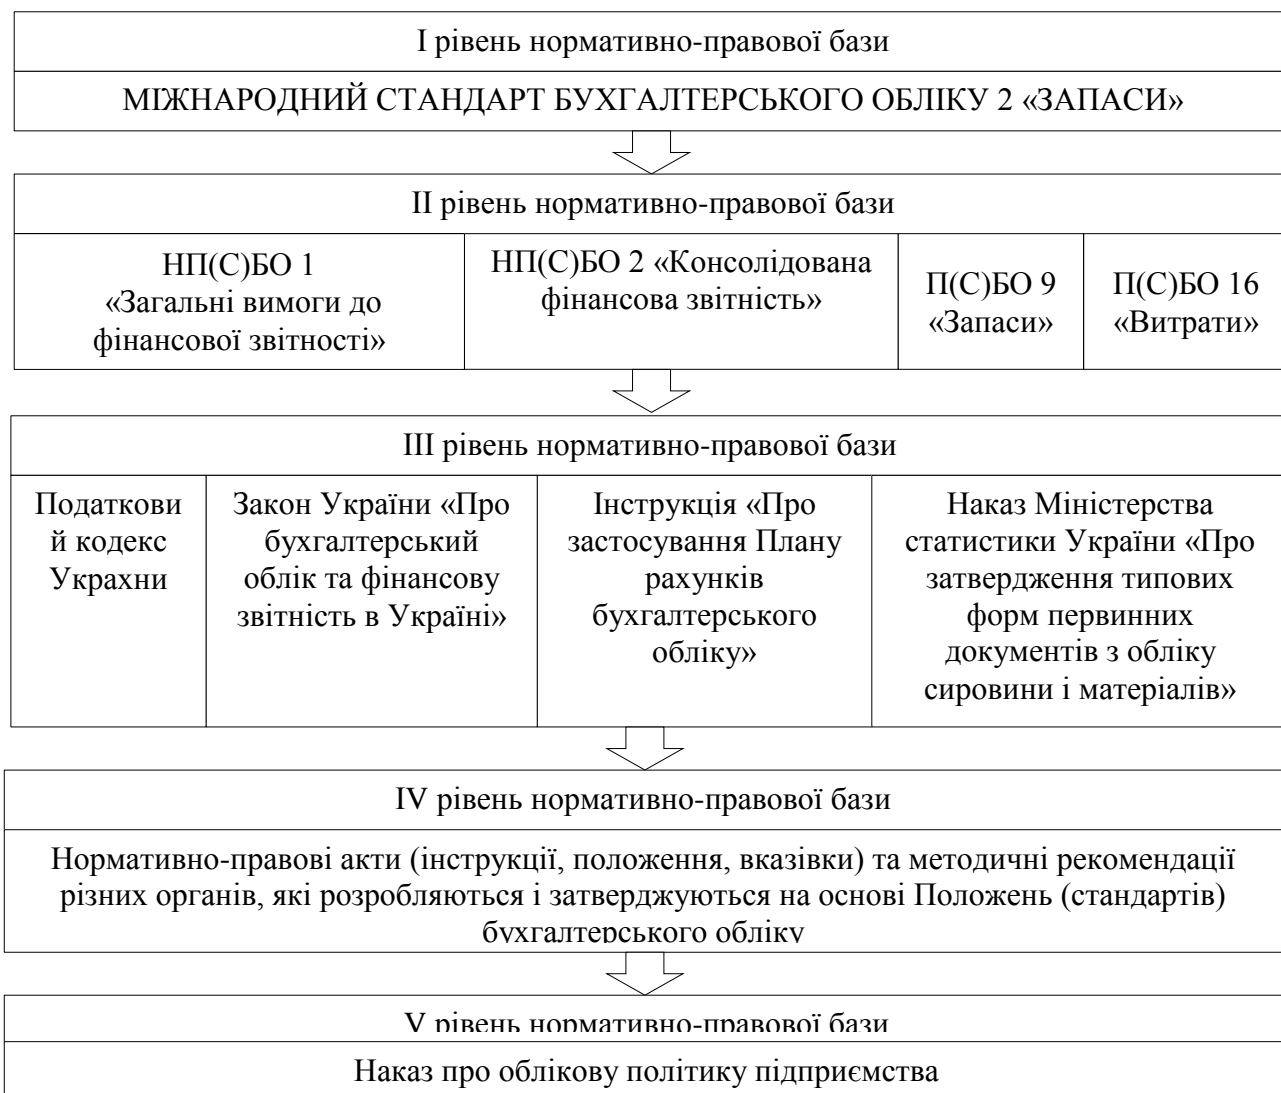 І рівень нормативно-правової бази
МІЖНАРОДНИЙ СТАНДАРТ БУХГАЛТЕРСЬКОГО ОБЛІКУ 2 «ЗАПАСИ»
ІІ рівень нормативно-правової бази
НП(С)БО 1
«Загальні вимоги до
фінансової звітності»
НП(С)БО 2 «Консолідована
фінансова звітність»
П(С)БО 9
«Запаси»
П(С)БО 16
«Витрати»
ІІІ рівень нормативно-правової бази
Податкови
й кодекс
Украхни
Закон України «Про
бухгалтерський
облік та фінансову
звітність в Україні»
Інструкція «Про
застосування Плану
рахунків
бухгалтерського
обліку»
Наказ Міністерства
статистики України «Про
затвердження типових
форм первинних
документів з обліку
сировини і матеріалів»
IV рівень нормативно-правової бази
Нормативно-правові акти (інструкції, положення, вказівки) та методичні рекомендації
різних органів, які розробляються і затверджуються на основі Положень (стандартів)
бухгалтерського обліку
V рівень нормативно-правової бази
Наказ про облікову політику підприємства